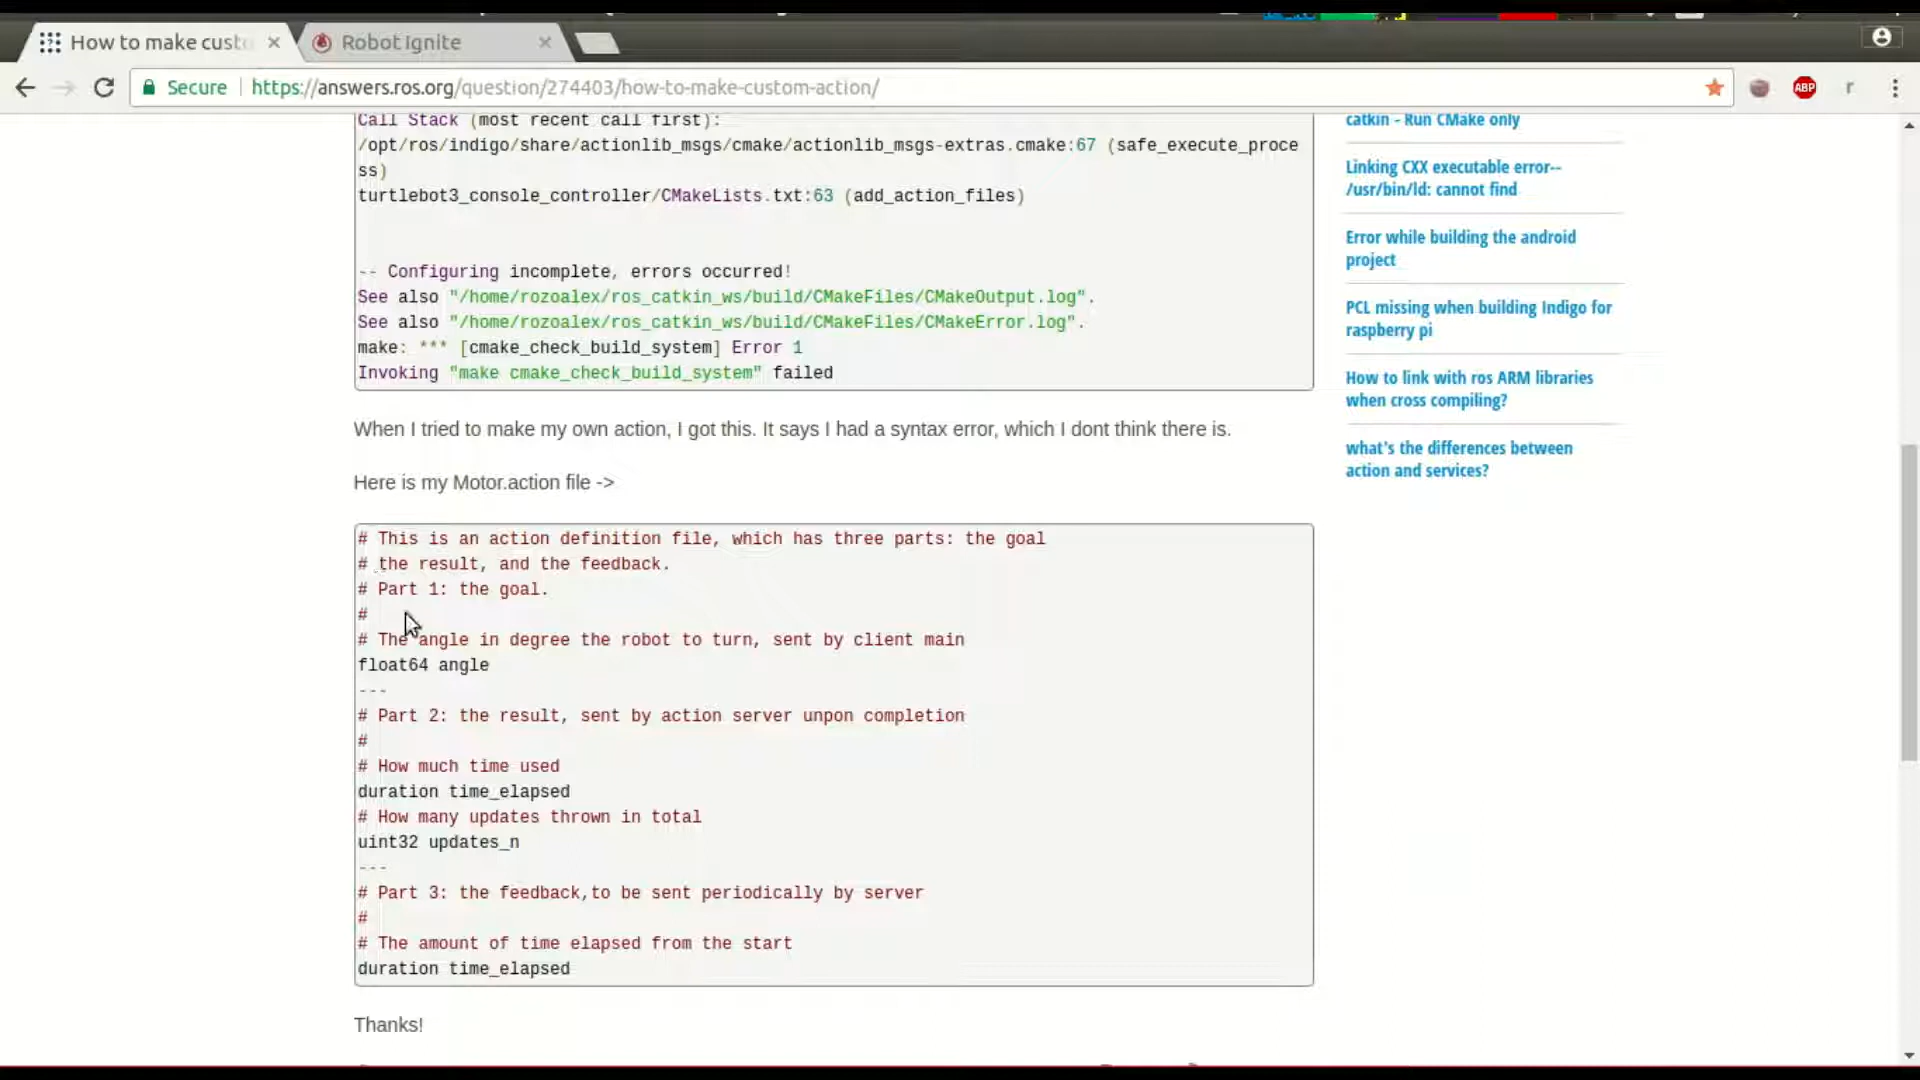 How to make custo
Robot Ignite
Secure
https://answers.ros.org/question/274403/how-to-make-custom-action/
ABP
r
Call Stack (most recent call first):
/opt/ros/indigo/share/actionlib_msgs/cmake/actionlib_msgs-extras.cmake:67 (safe_execute_proce
ss)
turtlebot3_console_controller/CMakeLists.txt:63 (add_action_files)
-- Configuring incomplete, errors occurred!
See also "/home/rozoalex/ros_catkin_ws/build/CMakeFiles/CMakeOutput.log".
See also "/home/rozoalex/ros_catkin_ws/build/CMakeFiles/CMakeError.log".
make: *** [cmake_check_build_system] Error 1
Invoking "make cmake_check_build_system" failed
When I tried to make my own action, I got this. It says I had a syntax error, which I dont think there is.
Here is my Motor.action file ->
# This is an action definition file, which has three parts: the goal
# the result, and the feedback.
# Part 1: the goal.
#
# The angle in degree the robot to turn, sent by client main
float64 angle
---
# Part 2: the result, sent by action server unpon completion
#
# How much time used
duration time_elapsed
# How many updates thrown in total
uint32 updates_n
---
# Part 3: the feedback,to be sent periodically by server
#
# The amount of time elapsed from the start
duration time_elapsed
Thanks!
catkin - Run CMake only
Linking CXX executable error--
/usr/bin/ld: cannot find
Error while building the android
project
PCL missing when building Indigo for
raspberry pi
How to link with ros ARM libraries
when cross compiling?
what's the differences between
action and services?